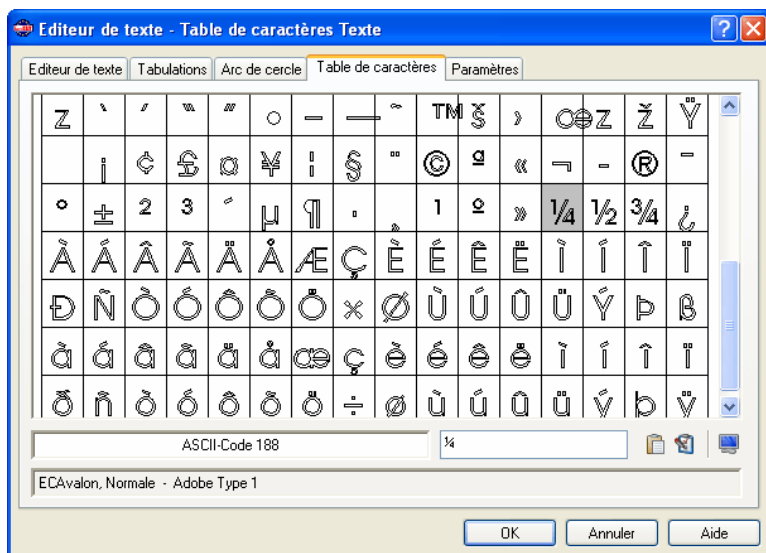 Editeur de texte - Table de caractères Texte
Editeur de texte Tabulations Arc de cercle Table de caractères Paramètres
Z ` ´ “ ” ○ – — ˜ ™ š › œ Z ž Ÿ
¡ ¢ £ ¤ ¥ ¦ § ¨ © ª « ¬ - ® ¯
° ± ² ³ ´ µ ¶ · ¸ ¹ º » ¼ ½ ¾ ¿
À Á Â Ã Ä Å Æ Ç È É Ê Ë Ì Í Î Ï
Ð Ñ Ò Ó Ô Õ Ö × Ø Ù Ú Û Ü Ý Þ ß
à á â ã ä å æ ç è é ê ë ì í î ï
ð ñ ò ó ô õ ö ÷ ø ù ú û ü ý þ ÿ
ASCII-Code 188 ¼
ECAvalon, Normale - Adobe Type 1
OK Annuler Aide